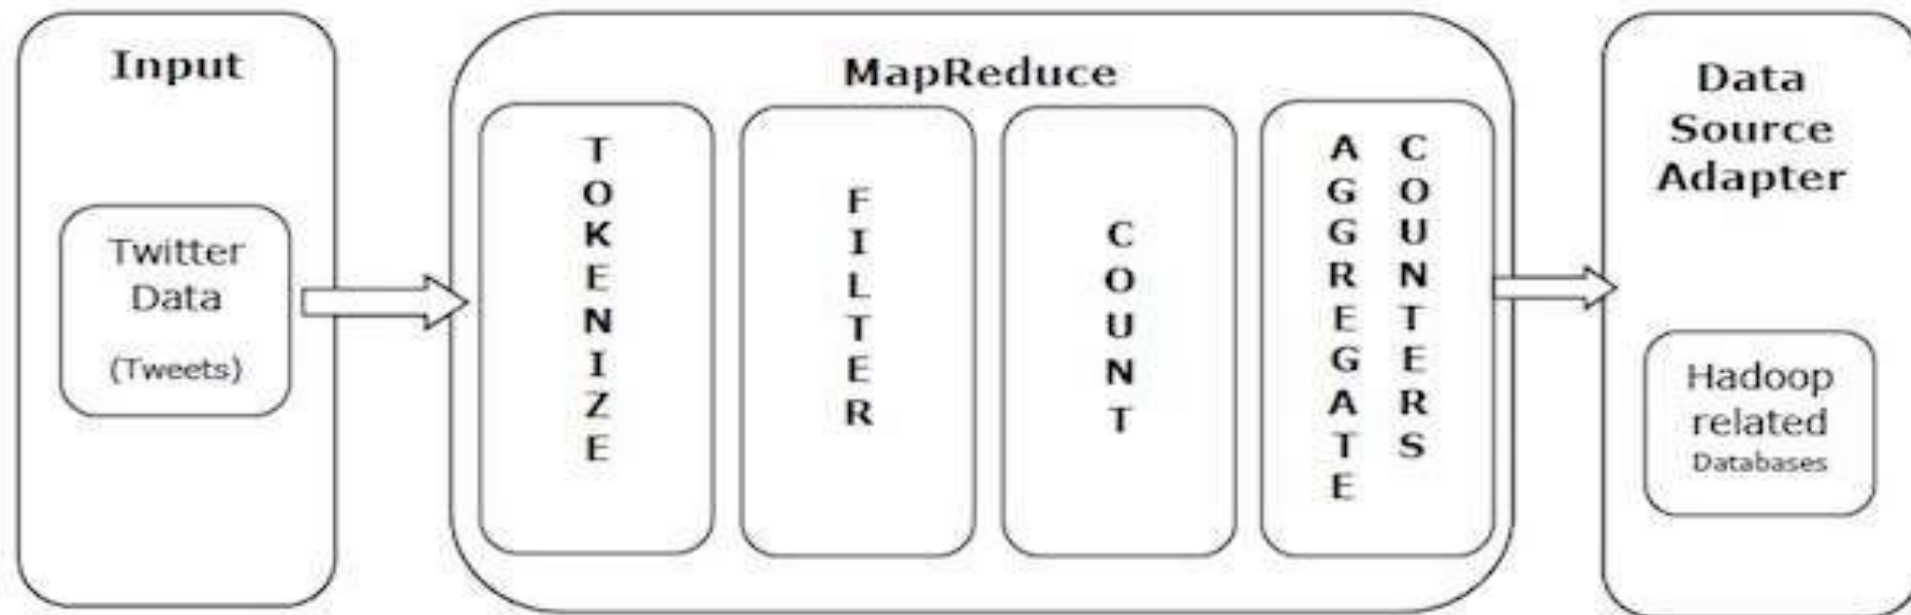 Input
Twitter
Data
(Tweets)
MapReduce
TOKENIZE
FILTER
COUNT
AGGREGATE
COUNTERS
Data
Source
Adapter
Hadoop
related
Databases